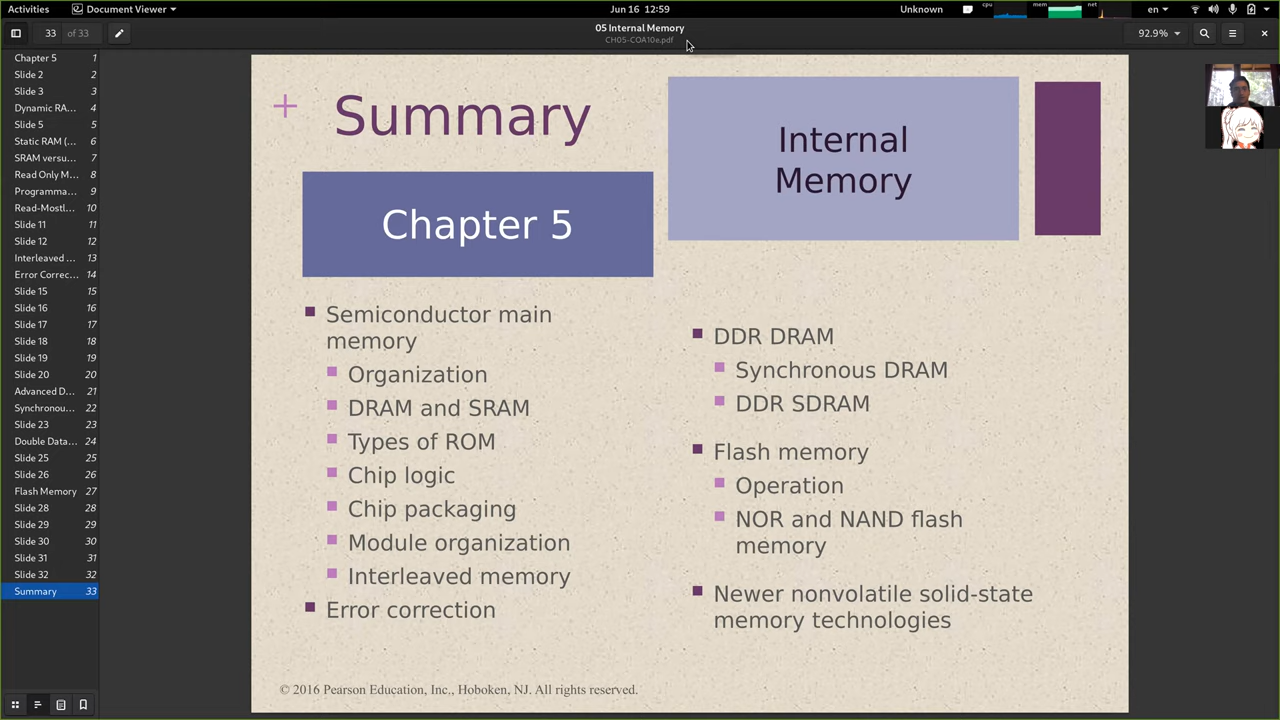 Activities
Document Viewer
Jun 16 12:59
Unknown
cpu
mem
net
en
33 of 33
05 Internal Memory
CH05-COA10e.pdf
92.9%
Chapter 5 1
Slide 2 2
Slide 3 3
Dynamic RA... 4
Slide 5 5
Static RAM (... 6
SRAM versu... 7
Read Only M... 8
Programma... 9
Read-Mostl... 10
Slide 11 11
Slide 12 12
Interleaved ... 13
Error Correc... 14
Slide 15 15
Slide 16 16
Slide 17 17
Slide 18 18
Slide 19 19
Slide 20 20
Advanced D... 21
Synchronou... 22
Slide 23 23
Double Data... 24
Slide 25 25
Slide 26 26
Flash Memory 27
Slide 28 28
Slide 29 29
Slide 30 30
Slide 31 31
Slide 32 32
Summary 33
+ Summary
Chapter 5
Internal
Memory
Semiconductor main
memory
Organization
DRAM and SRAM
Types of ROM
Chip logic
Chip packaging
Module organization
Interleaved memory
Error correction
DDR DRAM
Synchronous DRAM
DDR SDRAM
Flash memory
Operation
NOR and NAND flash
memory
Newer nonvolatile solid-state
memory technologies
© 2016 Pearson Education, Inc., Hoboken, NJ. All rights reserved.